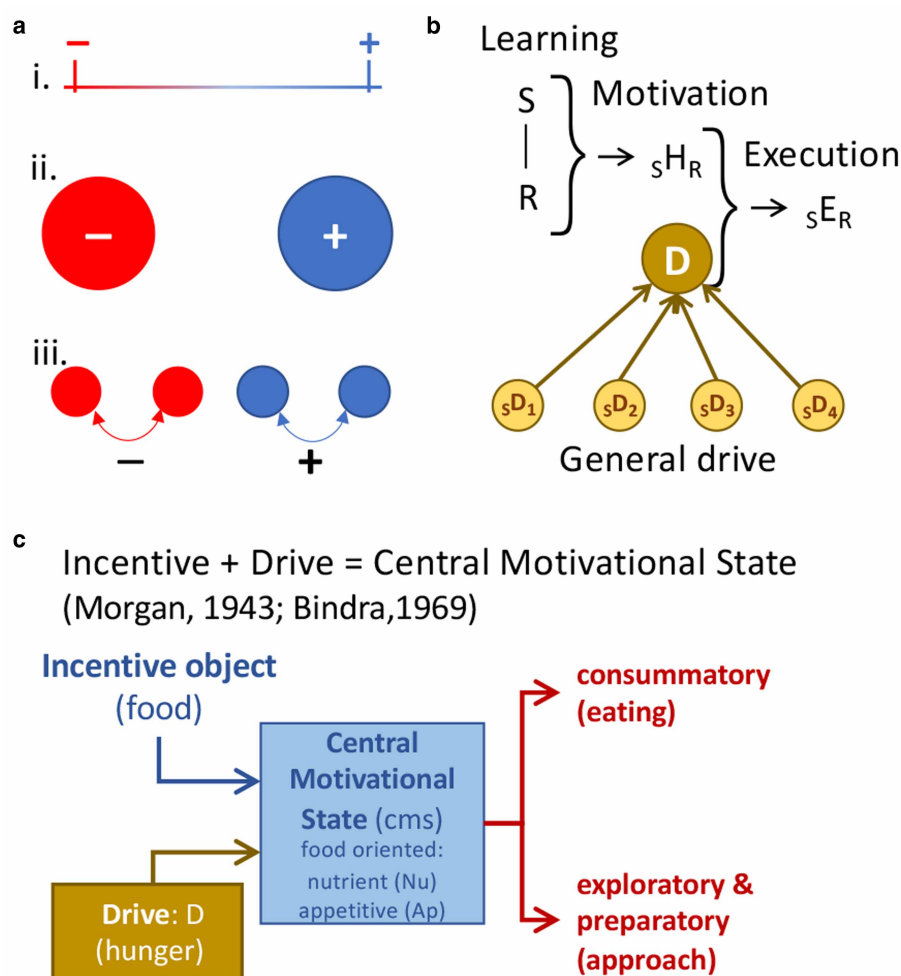 a
− +
i.
ii.
− +
iii.
− +
b
Learning
S
R
Motivation
sHR
Execution
sER
D
sD1 sD2 sD3 sD4
General drive
c
Incentive + Drive = Central Motivational State
(Morgan, 1943; Bindra,1969)
Incentive object
(food)
Central
Motivational
State (cms)
food oriented:
nutrient (Nu)
appetitive (Ap)
Drive: D
(hunger)
consummatory
(eating)
exploratory &
preparatory
(approach)